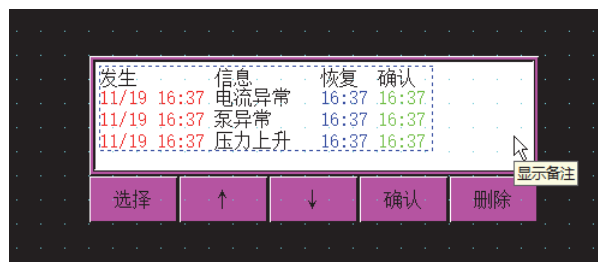 发生 信息 恢复 确认
11/19 16:37 电流异常 16:37 16:37
11/19 16:37 泵异常 16:37 16:37
11/19 16:37 压力上升 16:37 16:37
显示备注
选择 ↑ ↓ 确认 删除